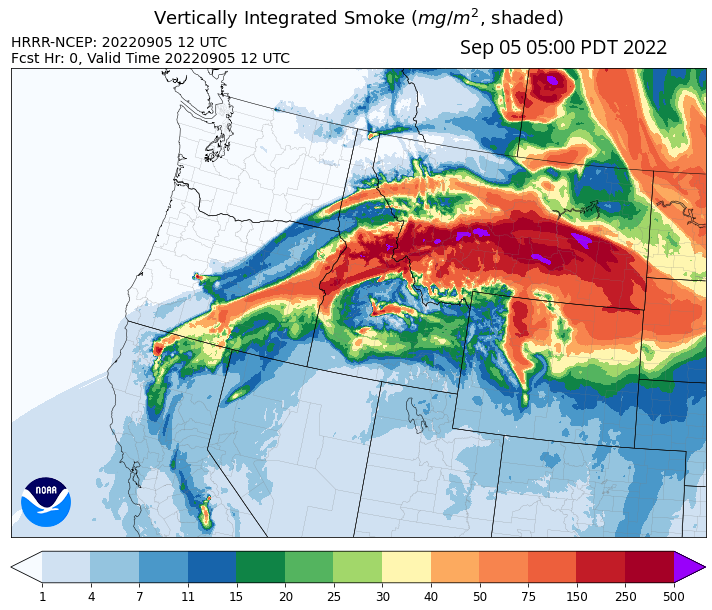 Vertically Integrated Smoke (mg/m², shaded)
HRRR-NCEP: 20220905 12 UTC
Fcst Hr: 0, Valid Time 20220905 12 UTC
Sep 05 05:00 PDT 2022
NOAA
1 4 7 11 15 20 25 30 40 50 75 150 250 500